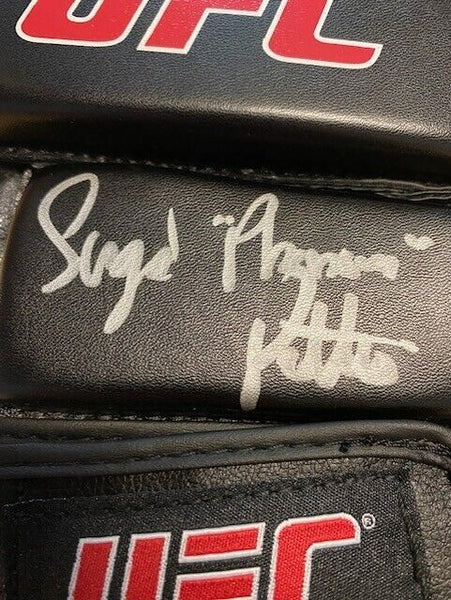 UFC
Sergio "Phenom"
Pettis
UFC®